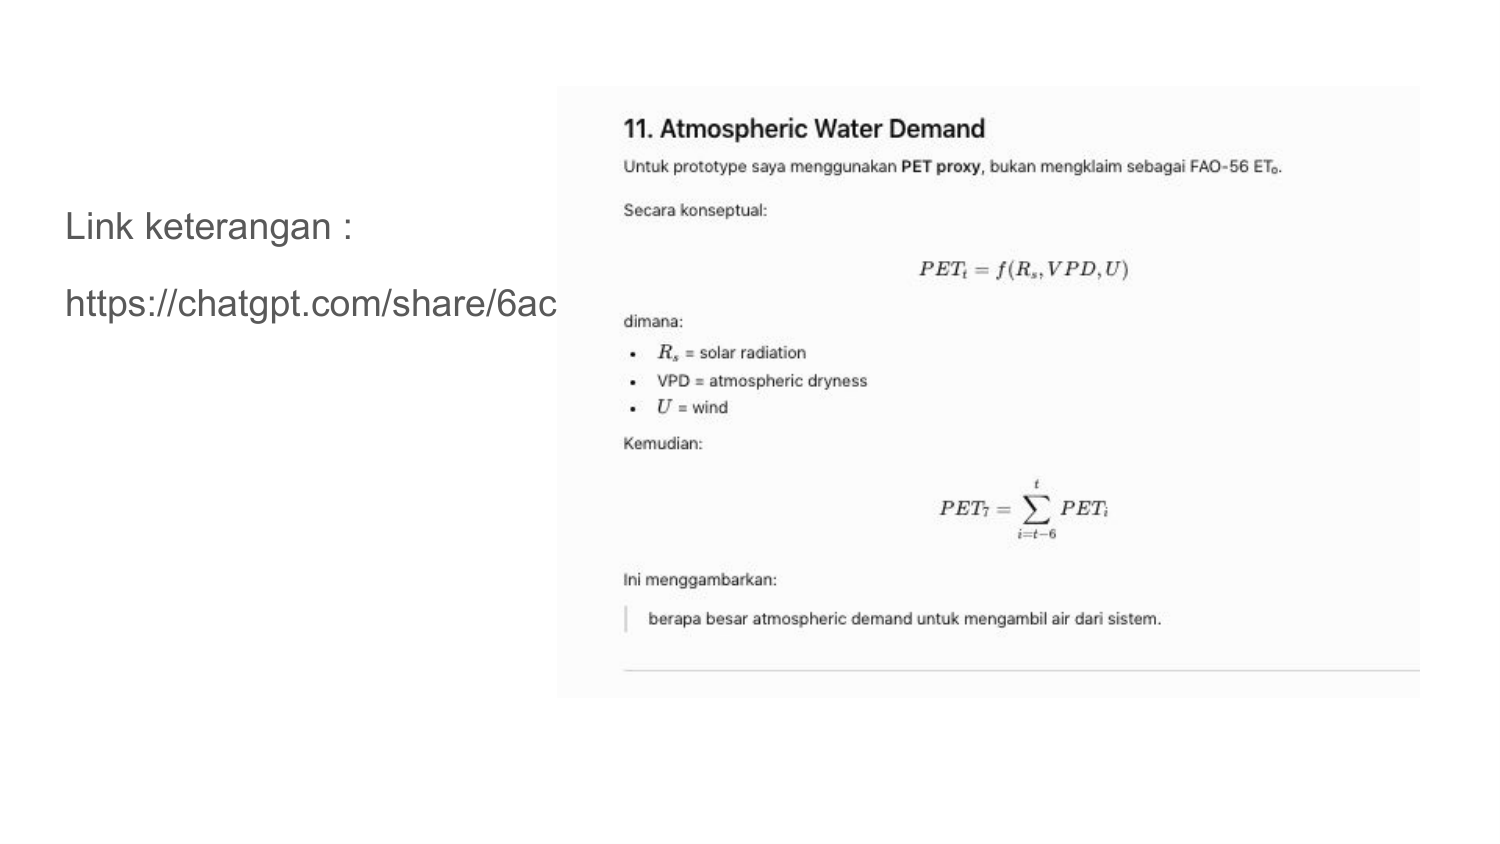 Link keterangan :
https://chatgpt.com/share/6ac
11. Atmospheric Water Demand
Untuk prototype saya menggunakan PET proxy, bukan mengklaim sebagai FAO-56 ET₀.
Secara konseptual:
PETₜ = f(Rₛ, VPD, U)
dimana:
• Rₛ = solar radiation
• VPD = atmospheric dryness
• U = wind
Kemudian:
PET₇ = ∑_{i=t−6}^{t} PETᵢ
Ini menggambarkan:
berapa besar atmospheric demand untuk mengambil air dari sistem.